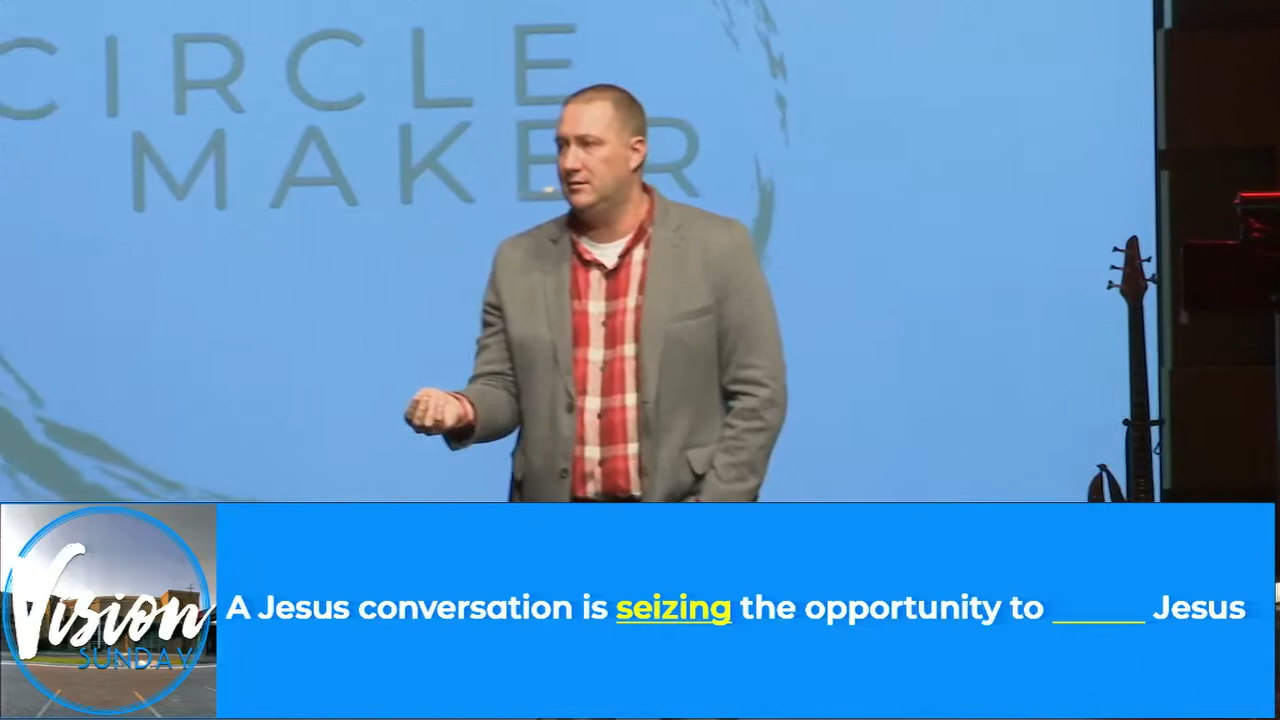 CIRCLE
MAKER
Vision
SUNDAY
A Jesus conversation is seizing the opportunity to ______ Jesus